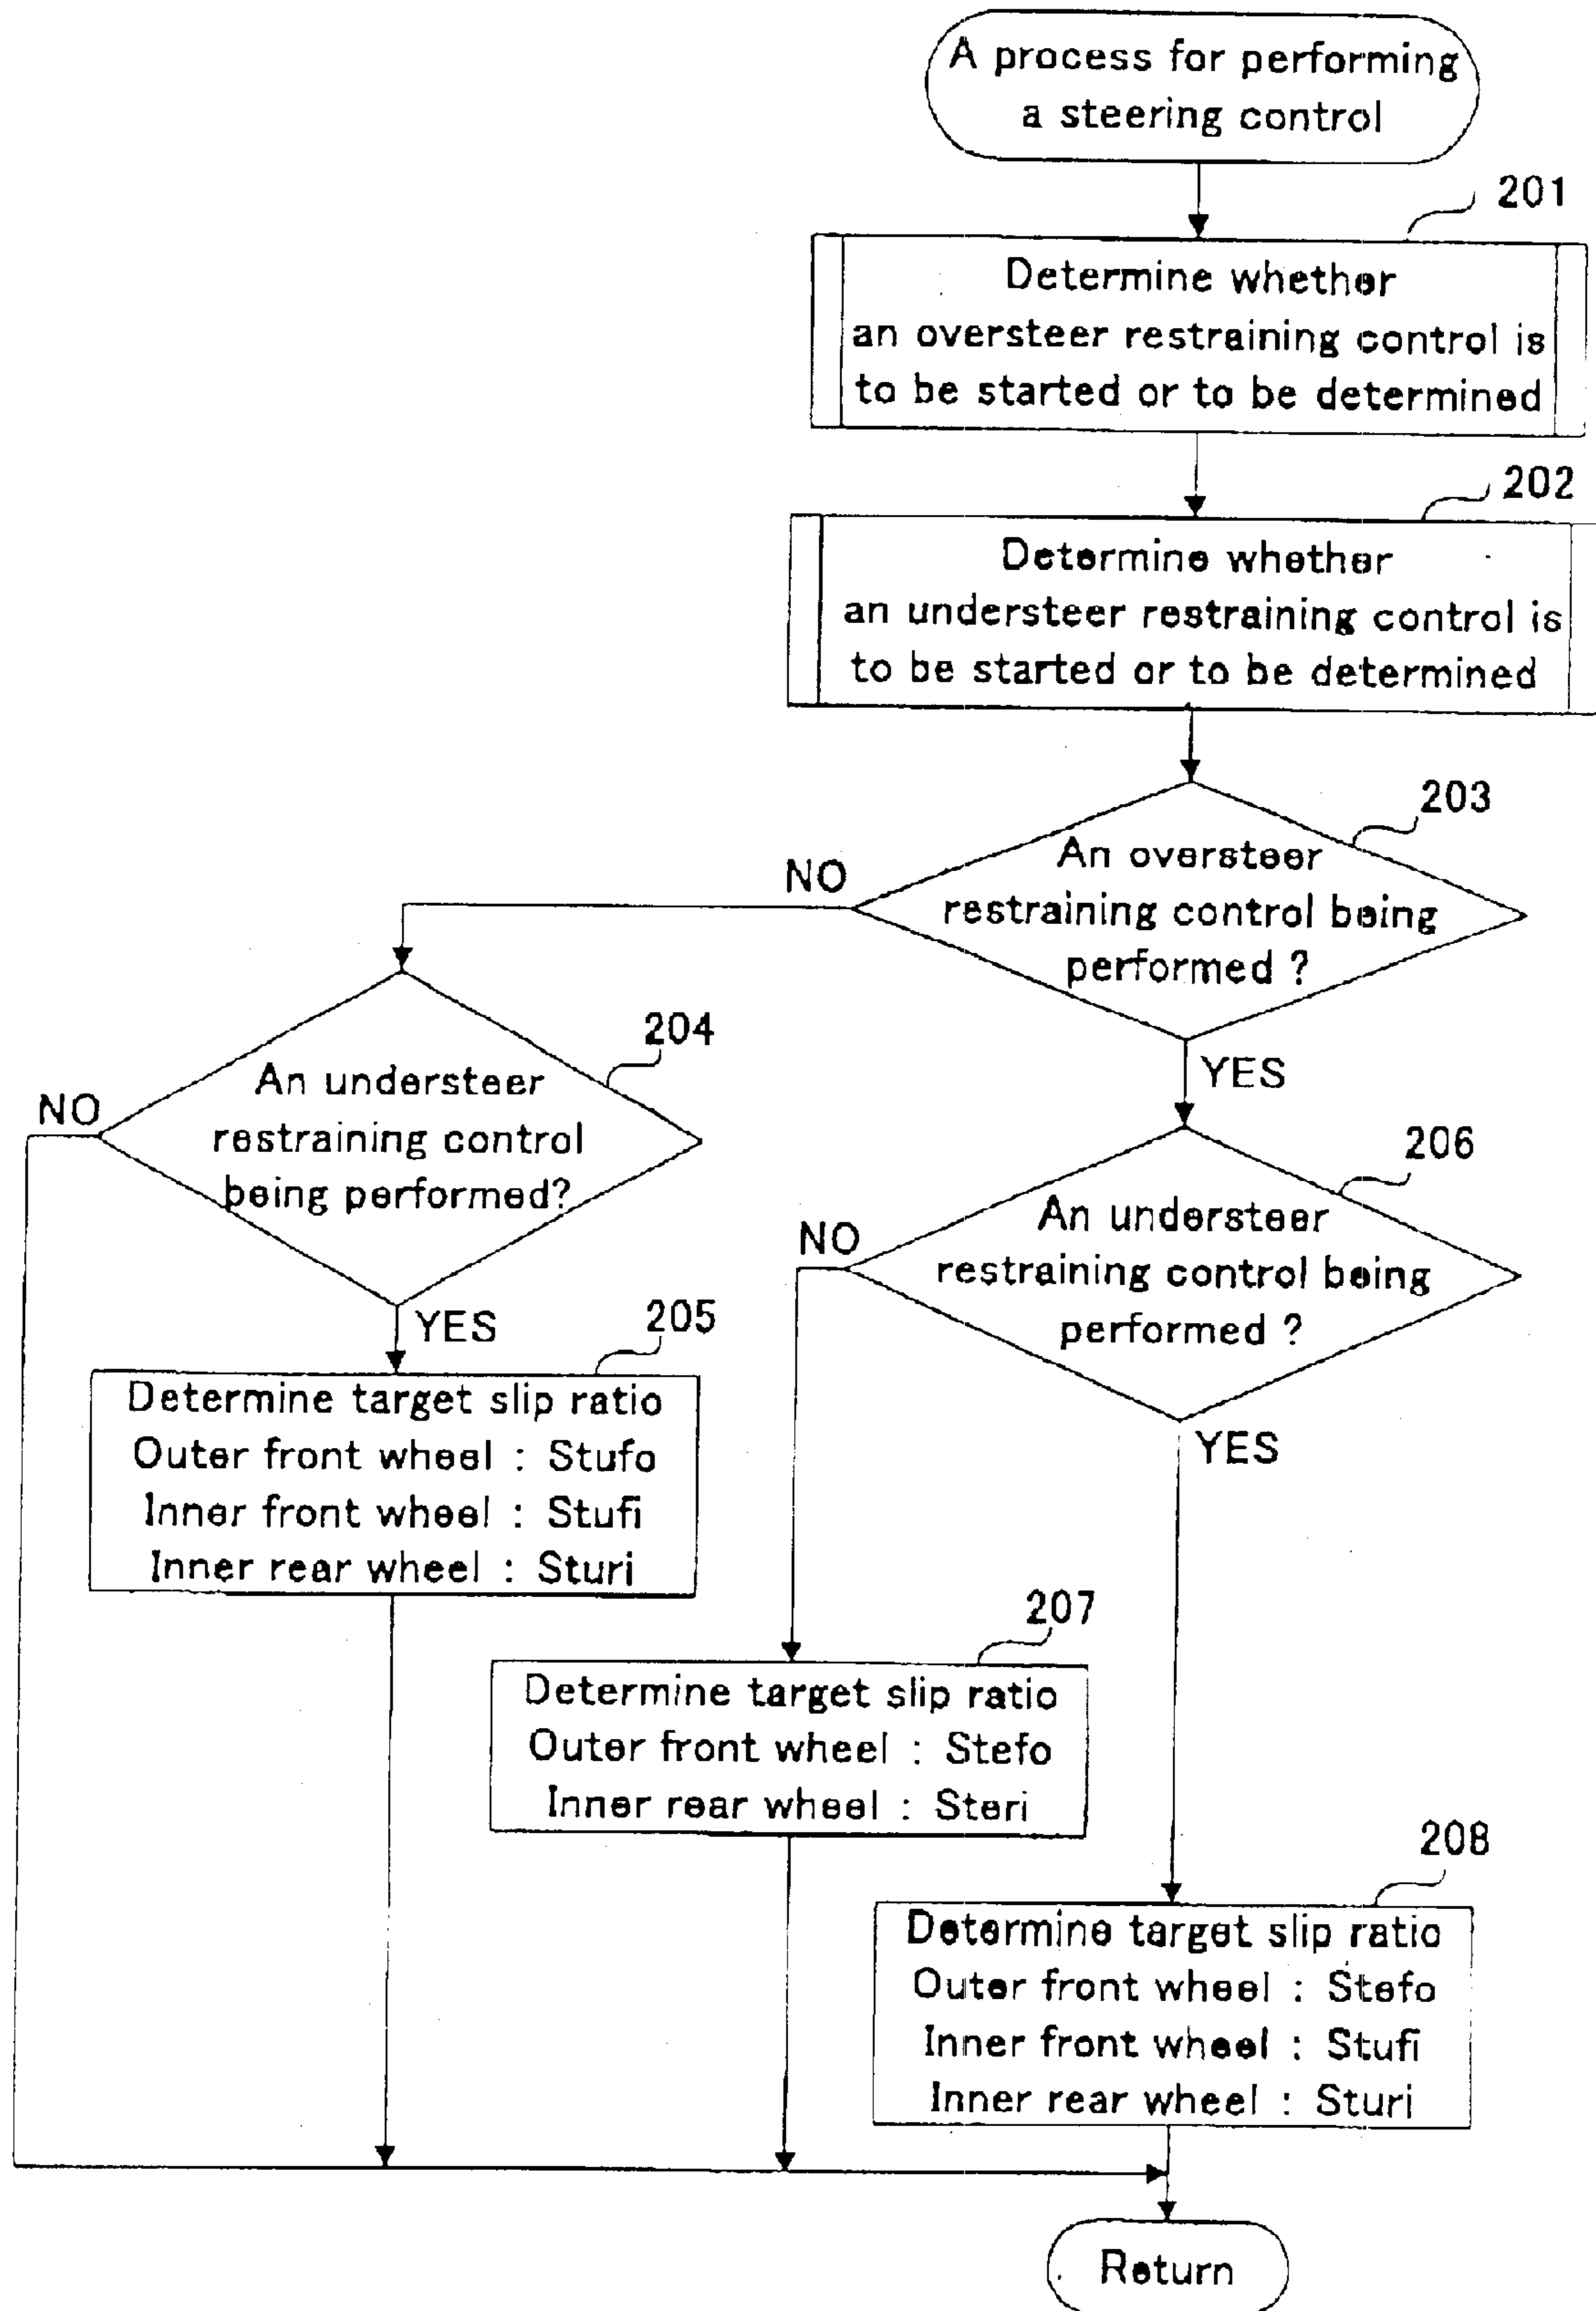 A process for performing
a steering control
201
Determine whether
an oversteer restraining control is
to be started or to be determined
202
Determine whether
an understeer restraining control is
to be started or to be determined
203
An oversteer
restraining control being
performed ?
NO
YES
204
An understeer
restraining control
being performed?
NO
YES
206
An understeer
restraining control being
performed ?
NO
YES
205
Determine target slip ratio
Outer front wheel : Stufo
Inner front wheel : Stufi
Inner rear wheel : Sturi
207
Determine target slip ratio
Outer front wheel : Stefo
Inner rear wheel : Steri
208
Determine target slip ratio
Outer front wheel : Stefo
Inner front wheel : Stufi
Inner rear wheel : Sturi
Return